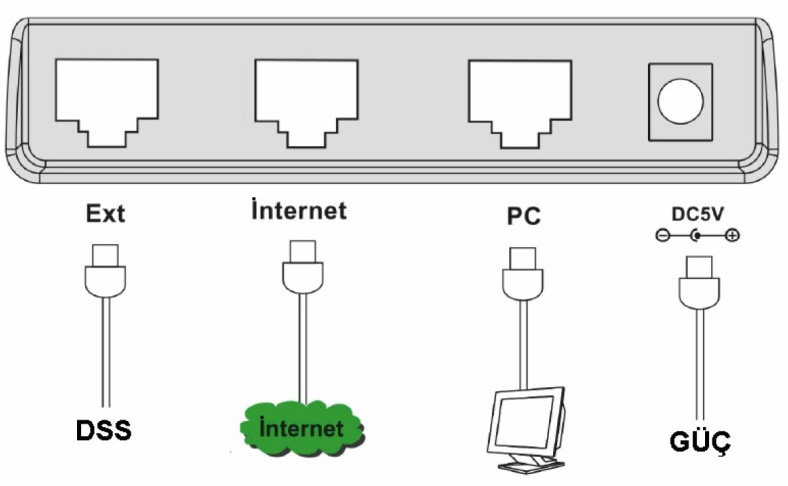 Ext
İnternet
PC
DC5V
DSS
İnternet
GÜÇ